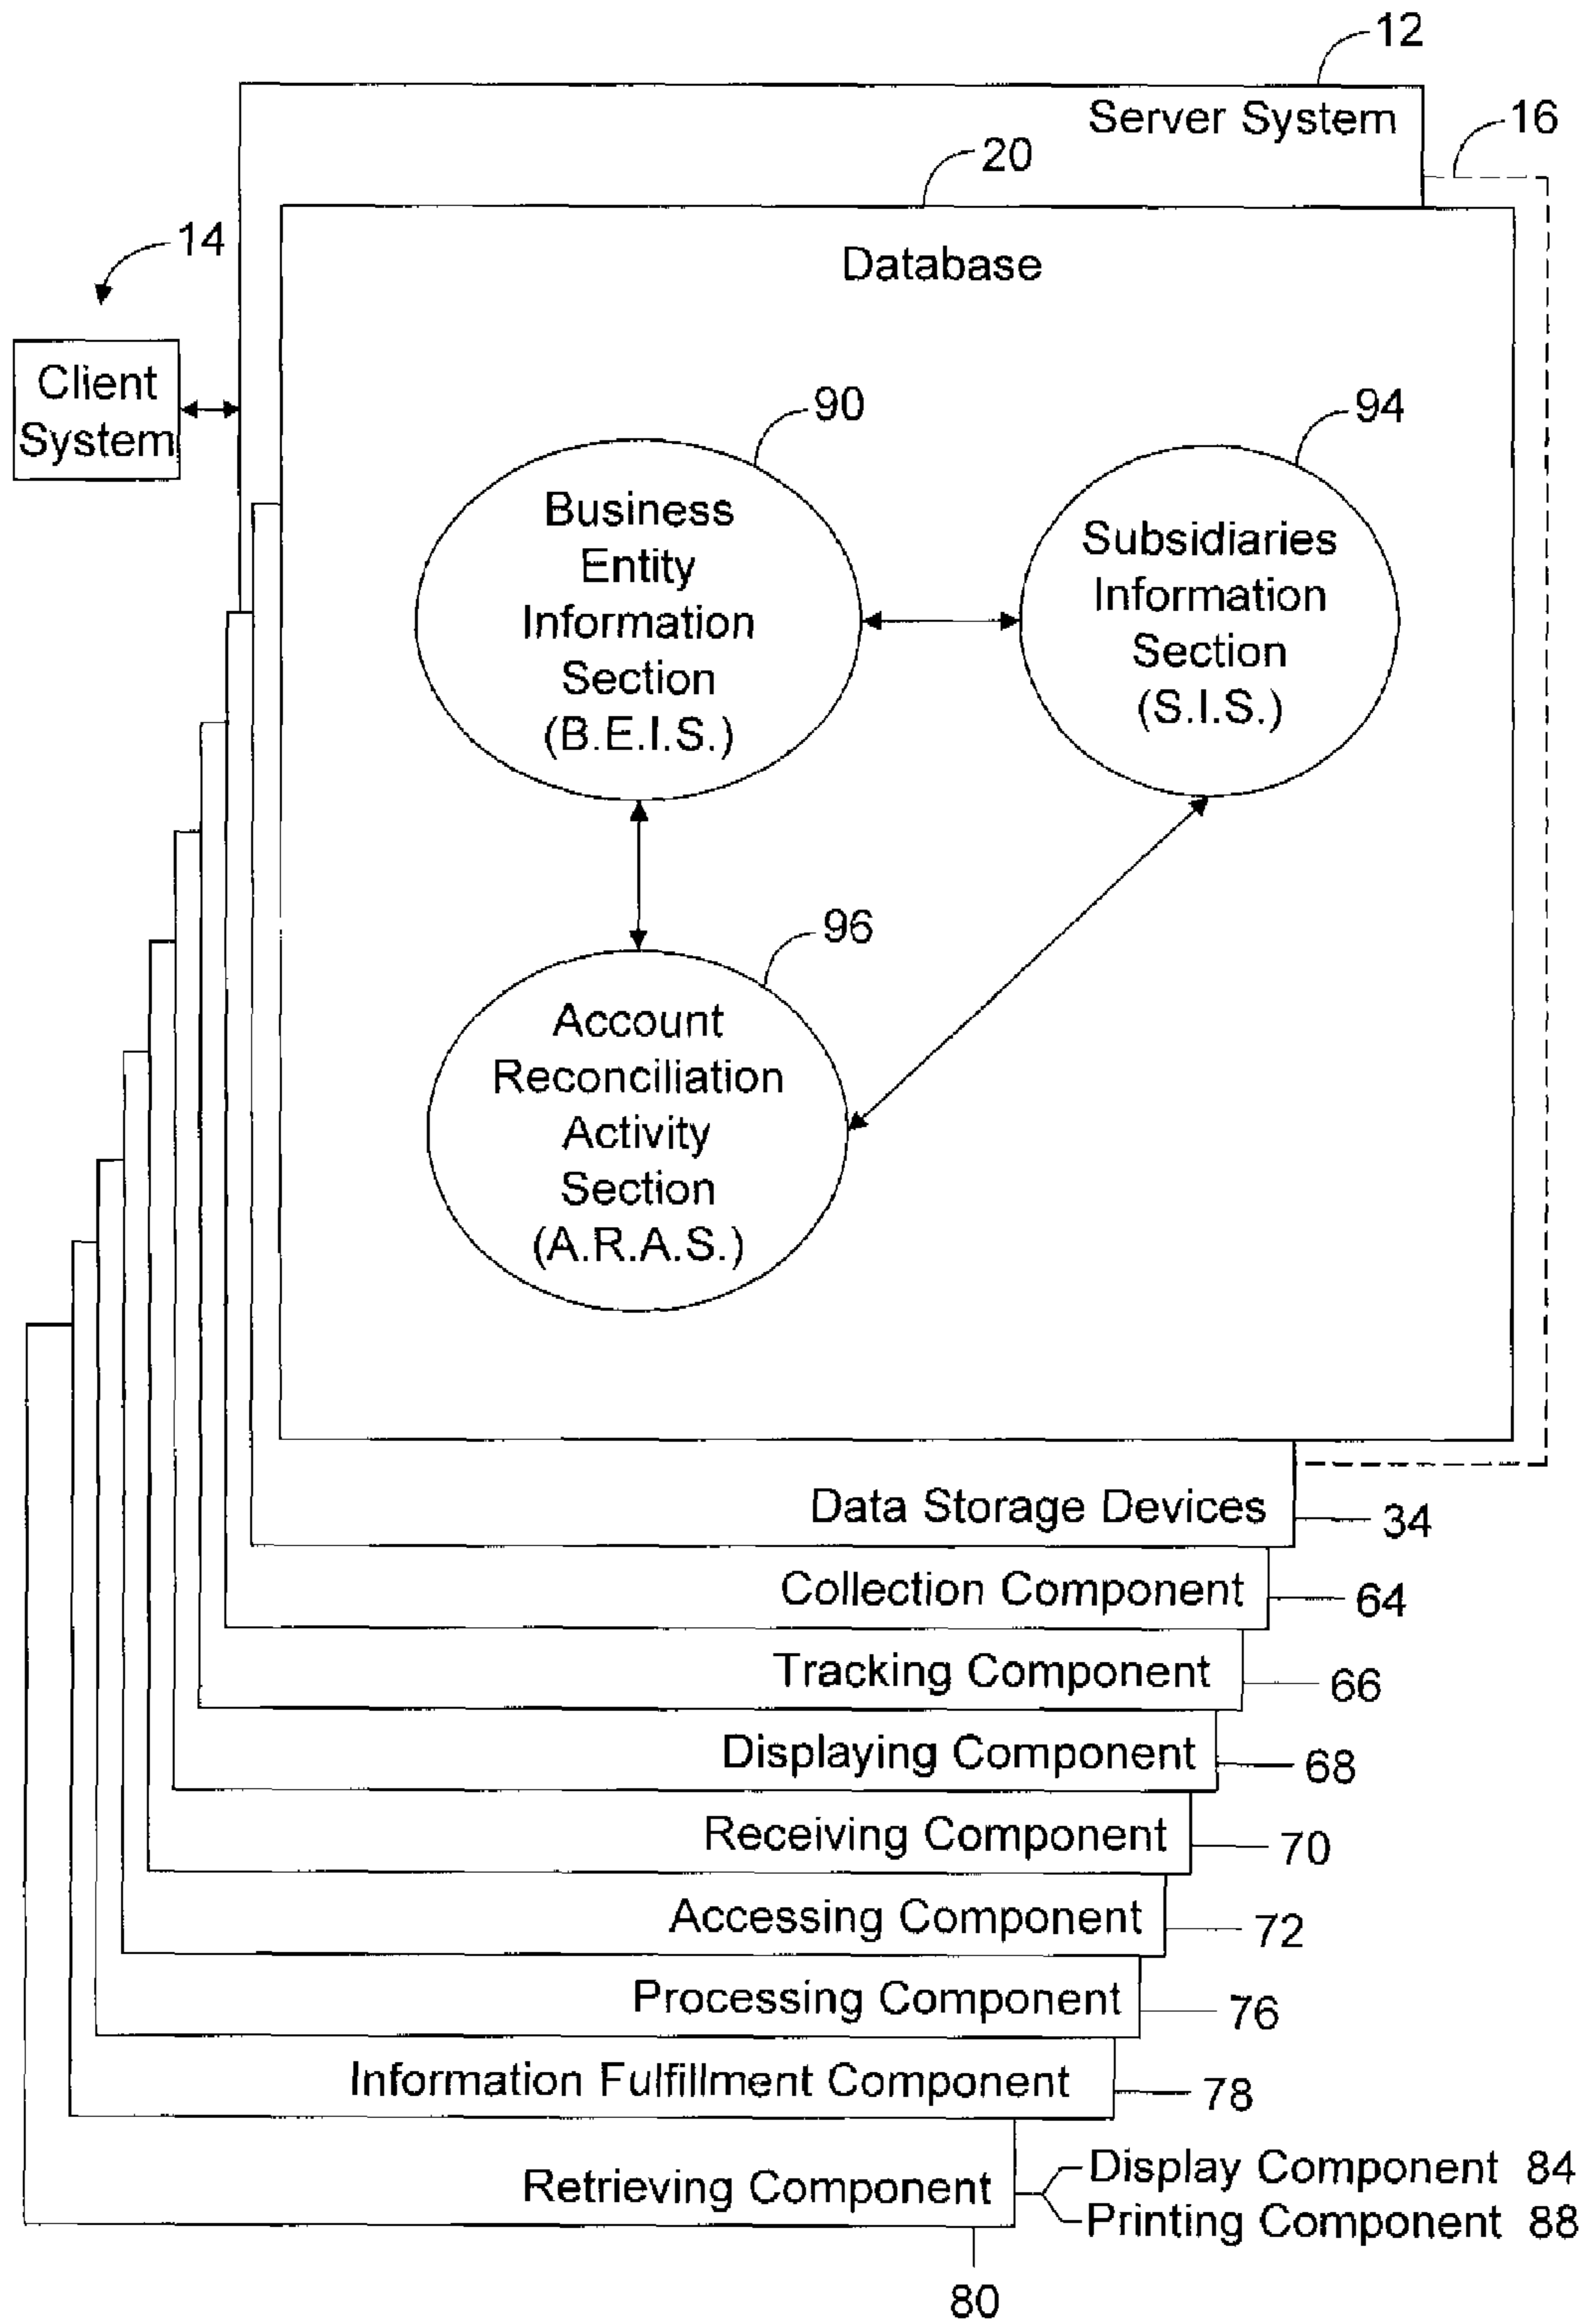 12
Server System
16
20
14
Database
Client
System
90
94
Business
Entity
Information
Section
(B.E.I.S.)
Subsidiaries
Information
Section
(S.I.S.)
96
Account
Reconciliation
Activity
Section
(A.R.A.S.)
Data Storage Devices
34
Collection Component
64
Tracking Component
66
Displaying Component
68
Receiving Component
70
Accessing Component
72
Processing Component
76
Information Fulfillment Component
78
Retrieving Component
Display Component 84
Printing Component 88
80